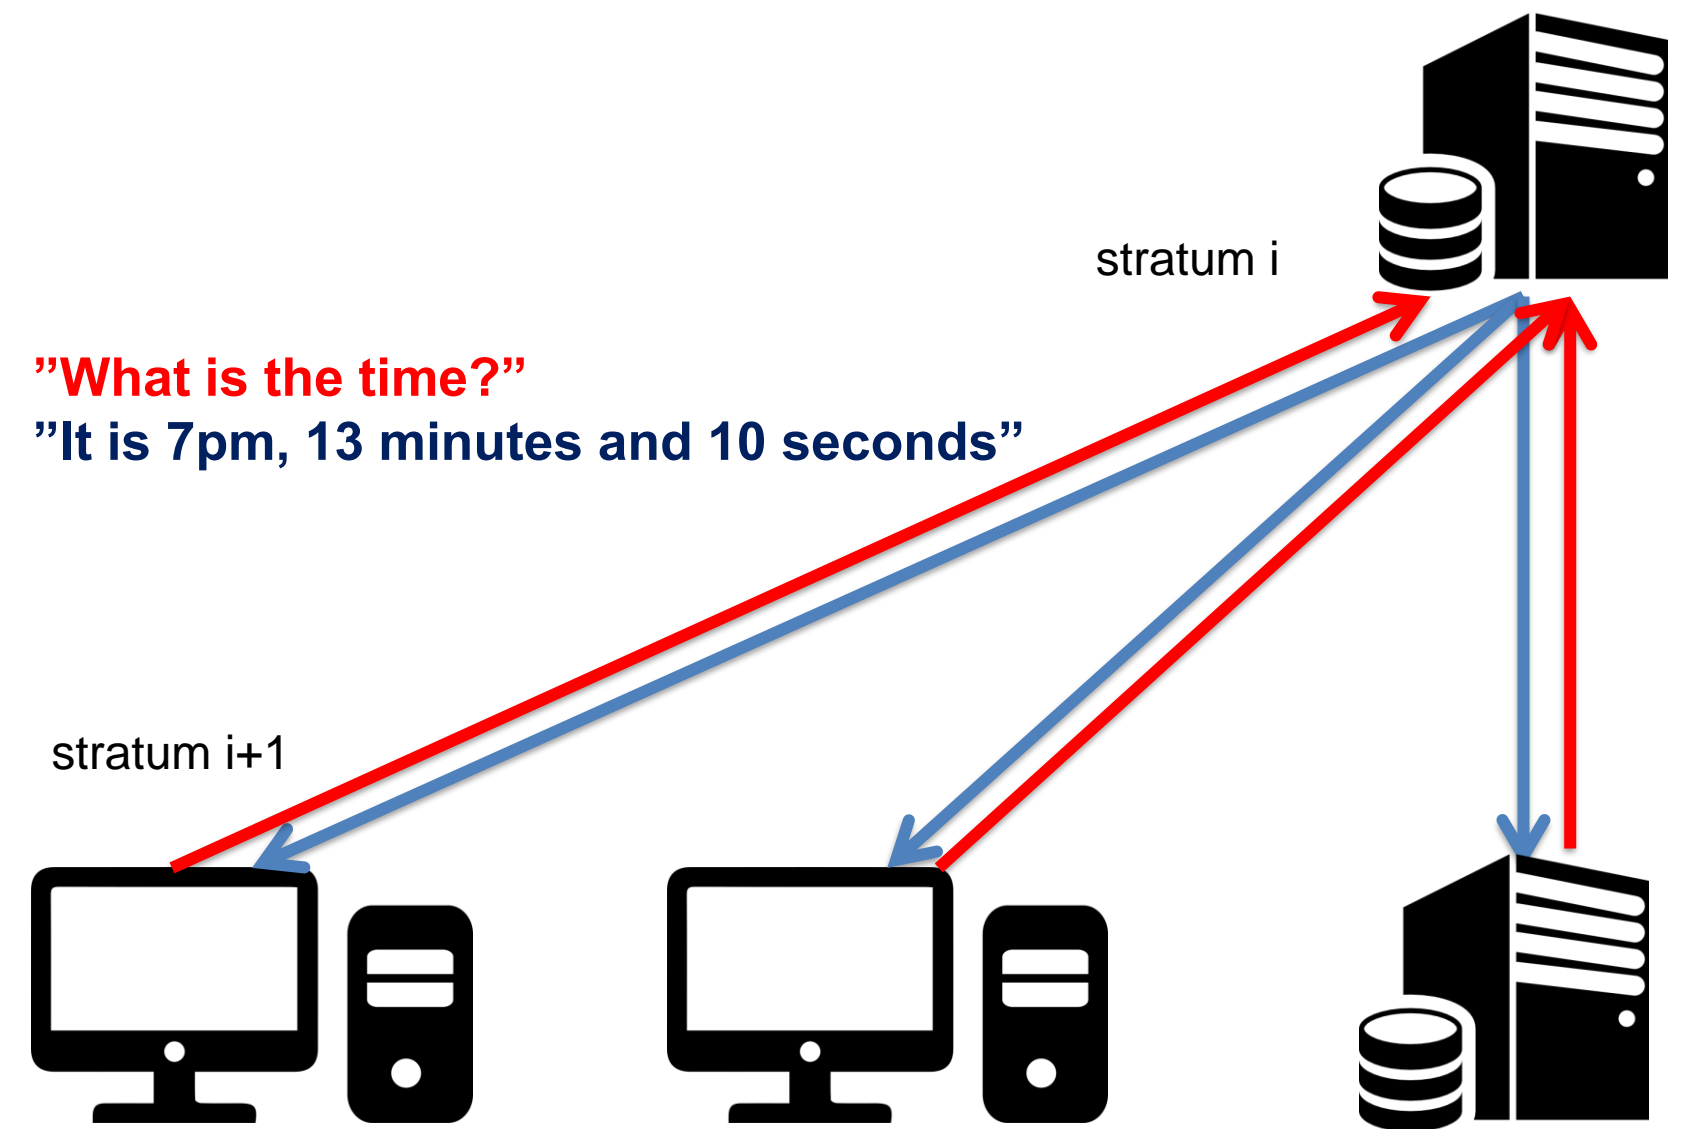 stratum i
”What is the time?”
”It is 7pm, 13 minutes and 10 seconds”
stratum i+1